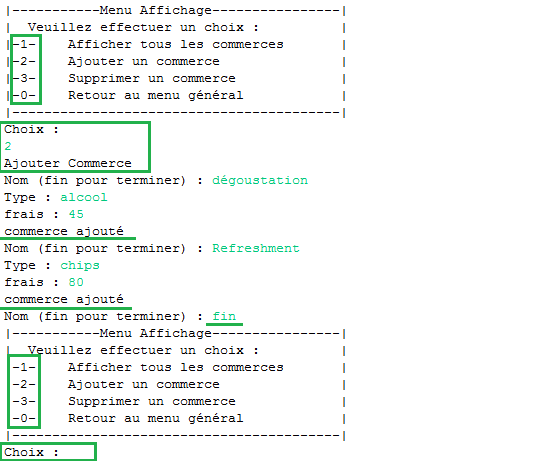 |-----------Menu Affichage----------------|
|  Veuillez effectuer un choix :          |
|-1-    Afficher tous les commerces       |
|-2-    Ajouter un commerce               |
|-3-    Supprimer un commerce             |
|-0-    Retour au menu général            |
|-----------------------------------------|
Choix :
2
Ajouter Commerce
Nom (fin pour terminer) : dégoustation
Type : alcool
frais : 45
commerce ajouté
Nom (fin pour terminer) : Refreshment
Type : chips
frais : 80
commerce ajouté
Nom (fin pour terminer) : fin
|-----------Menu Affichage----------------|
|  Veuillez effectuer un choix :          |
|-1-    Afficher tous les commerces       |
|-2-    Ajouter un commerce               |
|-3-    Supprimer un commerce             |
|-0-    Retour au menu général            |
|-----------------------------------------|
Choix :